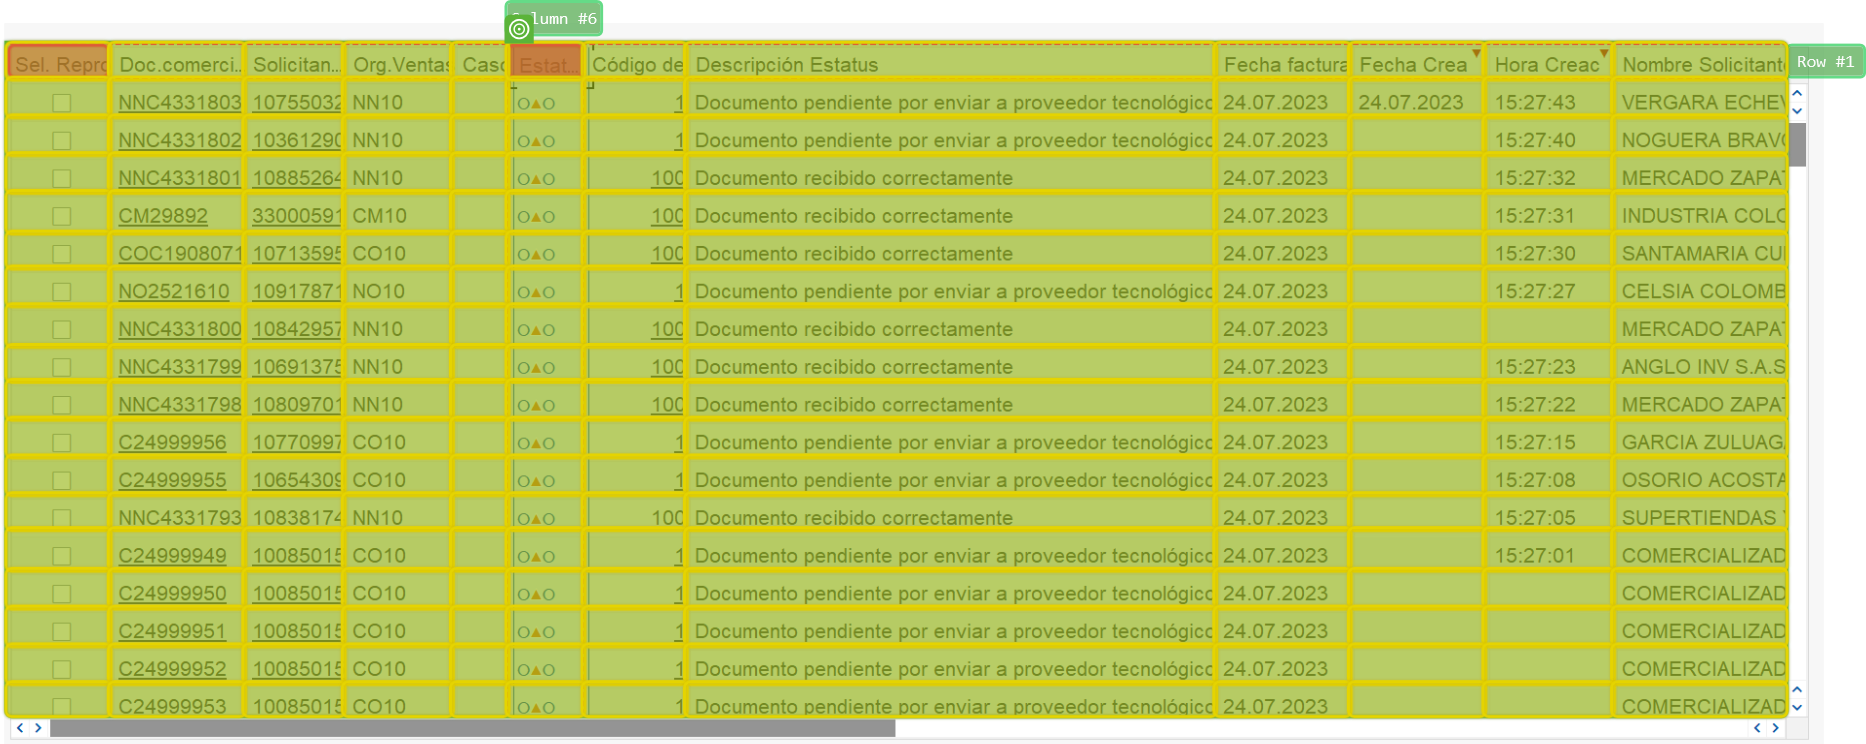 Column #6
Sel. Repro Doc.comerci.. Solicitan... Org.Ventas Caso Estat... Código de Descripción Estatus Fecha factura Fecha Crea Hora Creac Nombre Solicitante Row #1
NNC4331803 10755032 NN10 1 Documento pendiente por enviar a proveedor tecnológico 24.07.2023 24.07.2023 15:27:43 VERGARA ECHEV
NNC4331802 10361290 NN10 1 Documento pendiente por enviar a proveedor tecnológico 24.07.2023 15:27:40 NOGUERA BRAVO
NNC4331801 10885264 NN10 100 Documento recibido correctamente 24.07.2023 15:27:32 MERCADO ZAPAT
CM29892 33000591 CM10 100 Documento recibido correctamente 24.07.2023 15:27:31 INDUSTRIA COLO
COC1908071 10713595 CO10 100 Documento recibido correctamente 24.07.2023 15:27:30 SANTAMARIA CUI
NO2521610 10917871 NO10 1 Documento pendiente por enviar a proveedor tecnológico 24.07.2023 15:27:27 CELSIA COLOMB
NNC4331800 10842957 NN10 100 Documento recibido correctamente 24.07.2023 MERCADO ZAPAT
NNC4331799 10691375 NN10 100 Documento recibido correctamente 24.07.2023 15:27:23 ANGLO INV S.A.S
NNC4331798 10809701 NN10 100 Documento recibido correctamente 24.07.2023 15:27:22 MERCADO ZAPAT
C24999956 10770997 CO10 1 Documento pendiente por enviar a proveedor tecnológico 24.07.2023 15:27:15 GARCIA ZULUAGA
C24999955 10654309 CO10 1 Documento pendiente por enviar a proveedor tecnológico 24.07.2023 15:27:08 OSORIO ACOSTA
NNC4331793 10838174 NN10 100 Documento recibido correctamente 24.07.2023 15:27:05 SUPERTIENDAS Y
C24999949 10085015 CO10 1 Documento pendiente por enviar a proveedor tecnológico 24.07.2023 15:27:01 COMERCIALIZAD
C24999950 10085015 CO10 1 Documento pendiente por enviar a proveedor tecnológico 24.07.2023 COMERCIALIZAD
C24999951 10085015 CO10 1 Documento pendiente por enviar a proveedor tecnológico 24.07.2023 COMERCIALIZAD
C24999952 10085015 CO10 1 Documento pendiente por enviar a proveedor tecnológico 24.07.2023 COMERCIALIZAD
C24999953 10085015 CO10 1 Documento pendiente por enviar a proveedor tecnológico 24.07.2023 COMERCIALIZAD